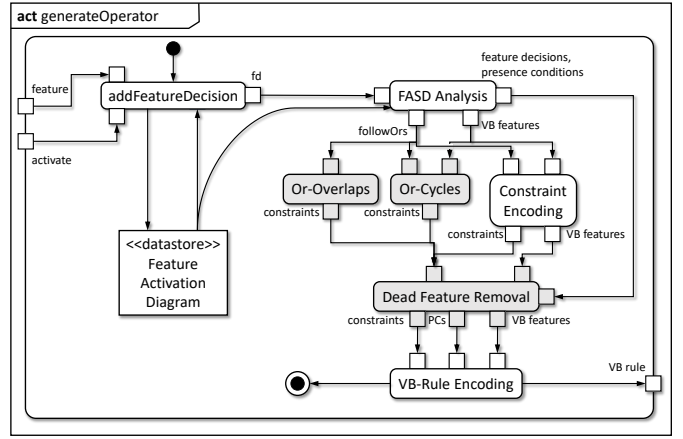 act generateOperator
feature
activate
addFeatureDecision
fd
FASD Analysis
feature decisions,
presence conditions
followOrs
VB features
Or-Overlaps
Or-Cycles
Constraint
Encoding
constraints
constraints
constraints
VB features
<<datastore>>
Feature
Activation
Diagram
Dead Feature Removal
constraints
PCs
VB features
VB-Rule Encoding
VB rule